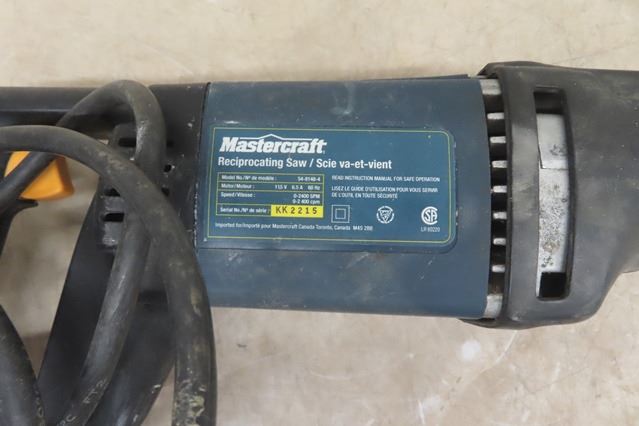 Mastercraft
Reciprocating Saw / Scie va-et-vient
Model No./Nº de modèle : 54-8148-4
Motor/Moteur : 115 V 6.5 A 60 Hz
Speed/Vitesse : 0-2400 SPM
0-2 400 cpm
Serial No./Nº de série : KK2215
READ INSTRUCTION MANUAL FOR SAFE OPERATION
LISEZ LE GUIDE D'UTILISATION POUR VOUS SERVIR
DE L'OUTIL EN TOUTE SÉCURITÉ
LR 60220
Imported for/Importé pour Mastercraft Canada Toronto, Canada M4S 2B8